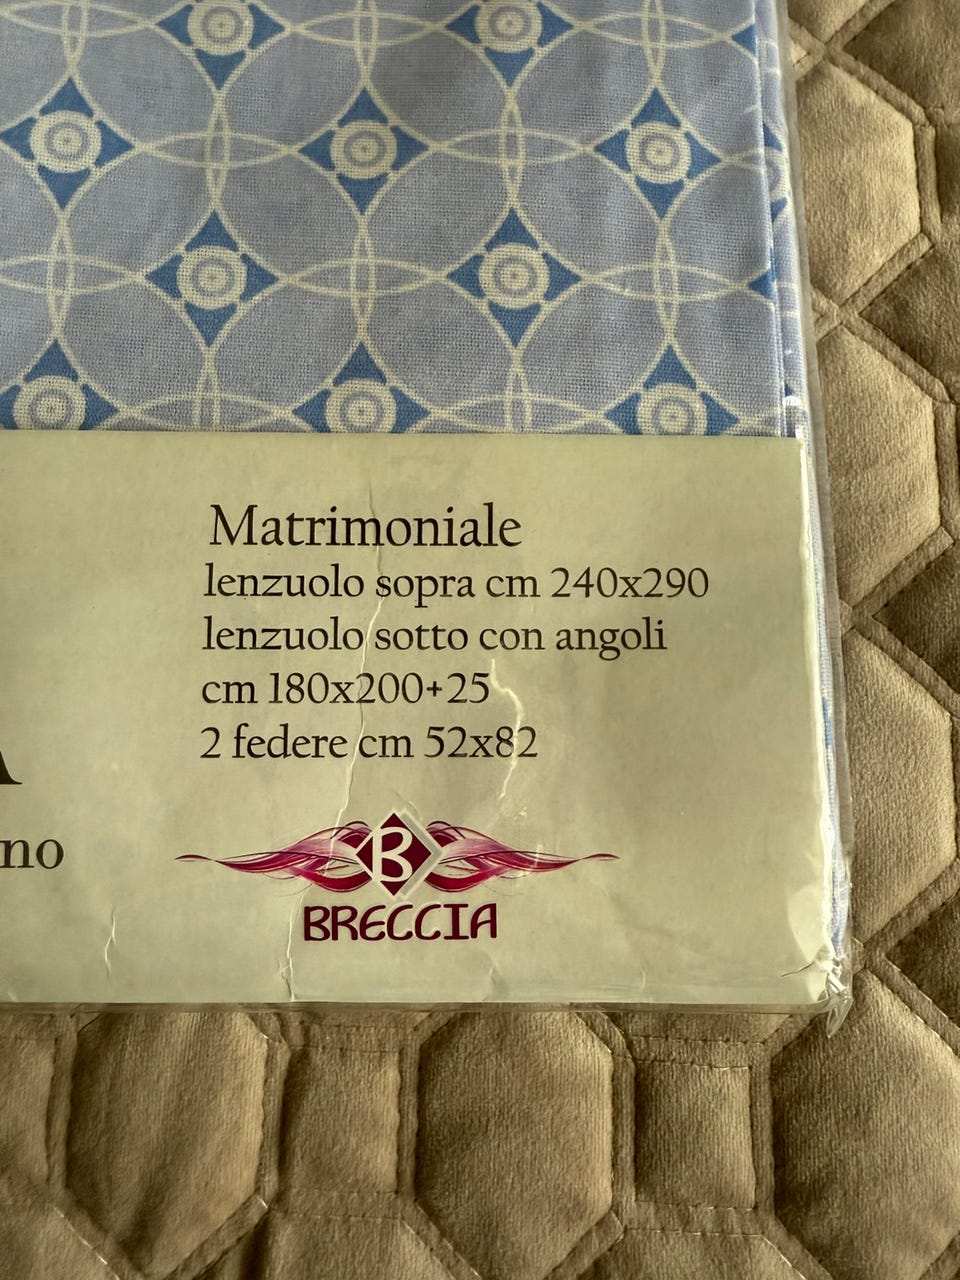 Matrimoniale
lenzuolo sopra cm 240x290
lenzuolo sotto con angoli
cm 180x200+25
2 federe cm 52x82
B
BRECCIA